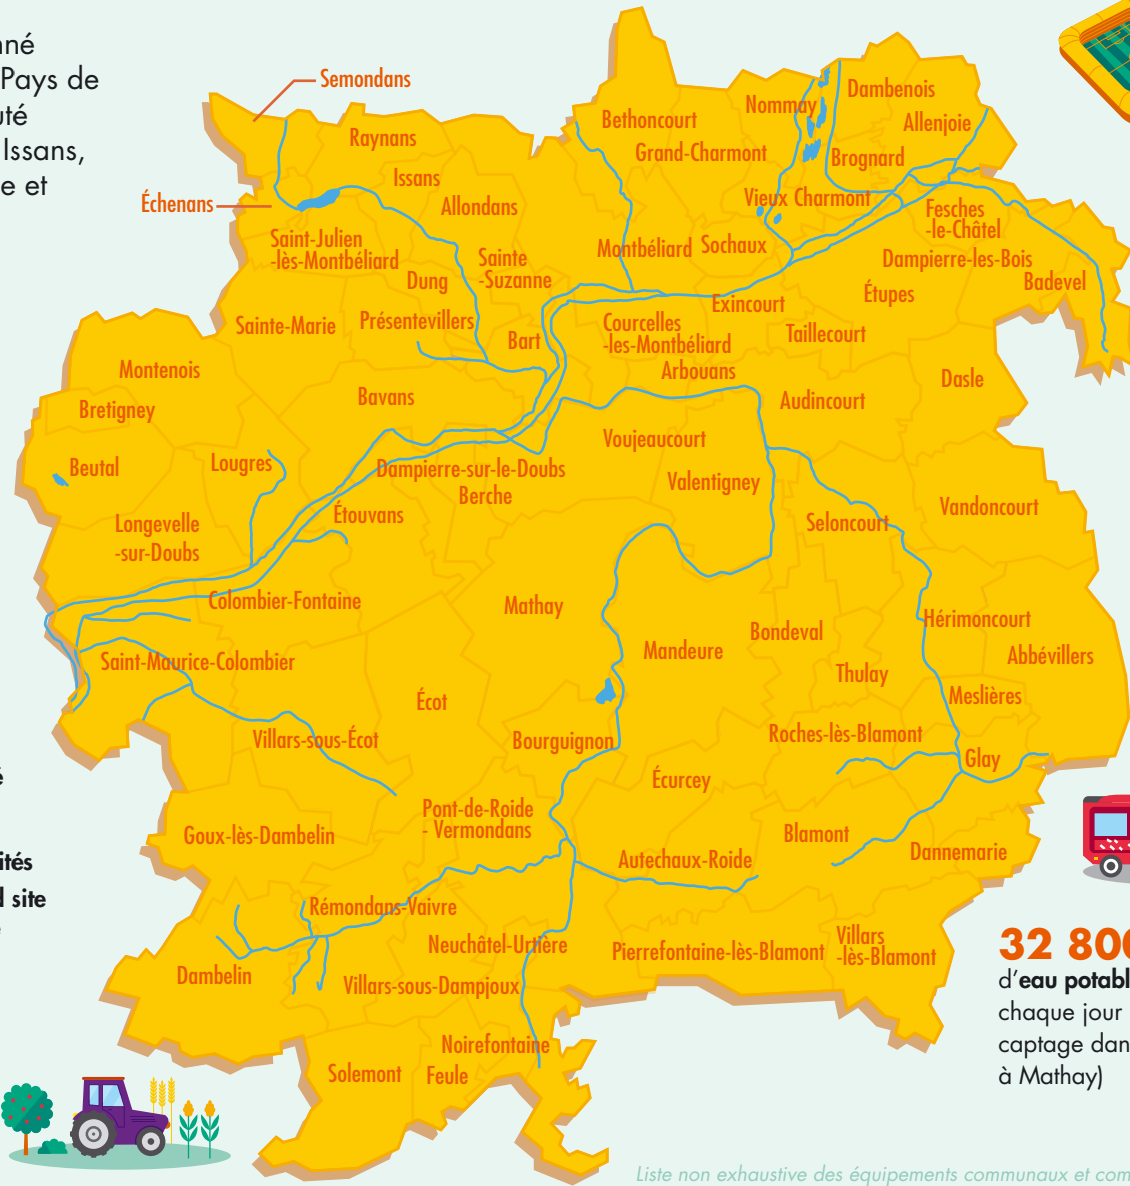 Pays de
Issans,
e et
Semondans
Raynans
Issans
Échenans
Allondans
Saint-Julien
-lès-Montbéliard
Sainte
-Suzanne
Dung
Sainte-Marie
Présentevillers
Bart
Montenois
Bretigney
Bavans
Beutal
Lougres
Dampierre-sur-le-Doubs
Berche
Étouvans
Longevelle
-sur-Doubs
Bethoncourt
Grand-Charmont
Nommay
Dambenois
Allenjoie
Brognard
Vieux Charmont
Fesches
-le-Châtel
Montbéliard
Sochaux
Dampierre-les-Bois
Badevel
Étupes
Exincourt
Courcelles
-les-Montbéliard
Taillecourt
Arbouans
Dasle
Audincourt
Voujeaucourt
Valentigney
Vandoncourt
Seloncourt
Colombier-Fontaine
Mathay
Hérimoncourt
Bondeval
Mandeure
Abbévillers
Saint-Maurice-Colombier
Thulay
Meslières
Écot
Villars-sous-Écot
Bourguignon
Roches-lès-Blamont
Glay
Écurcey
Pont-de-Roide
- Vermondans
Goux-lès-Dambelin
Blamont
Dannemarie
Autechaux-Roide
Rémondans-Vaivre
Neuchâtel-Urtière
Pierrefontaine-lès-Blamont
Villars
-lès-Blamont
Dambelin
Villars-sous-Dampjoux
Noirefontaine
Solemont
Feule
site
32 800
d'eau potabl
chaque jour
captage dan
à Mathay)
Liste non exhaustive des équipements communaux et com